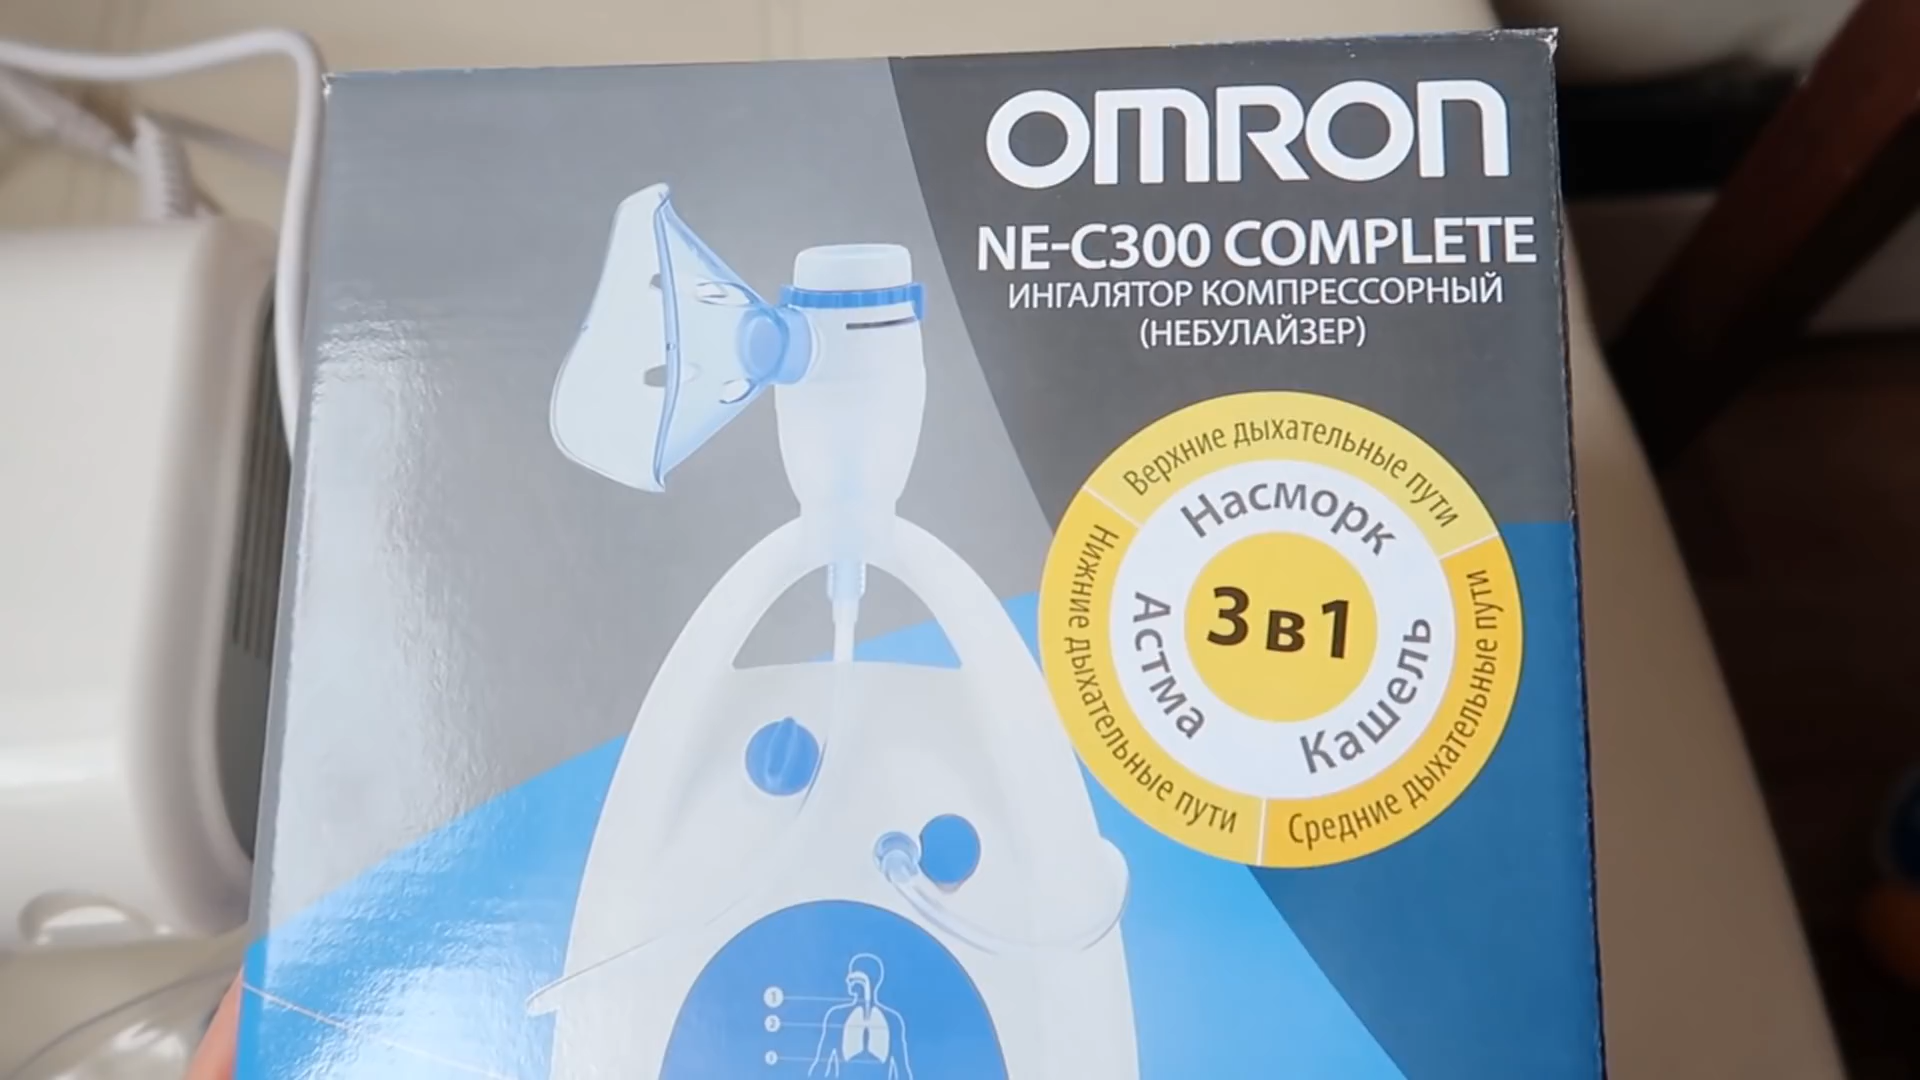 OMRON
NE-C300 COMPLETE
ИНГАЛЯТОР КОМПРЕССОРНЫЙ
(НЕБУЛАЙЗЕР)
Верхние дыхательные пути
Насморк
3 в 1
Астма
Кашель
Нижние дыхательные пути
Средние дыхательные пути
1
2